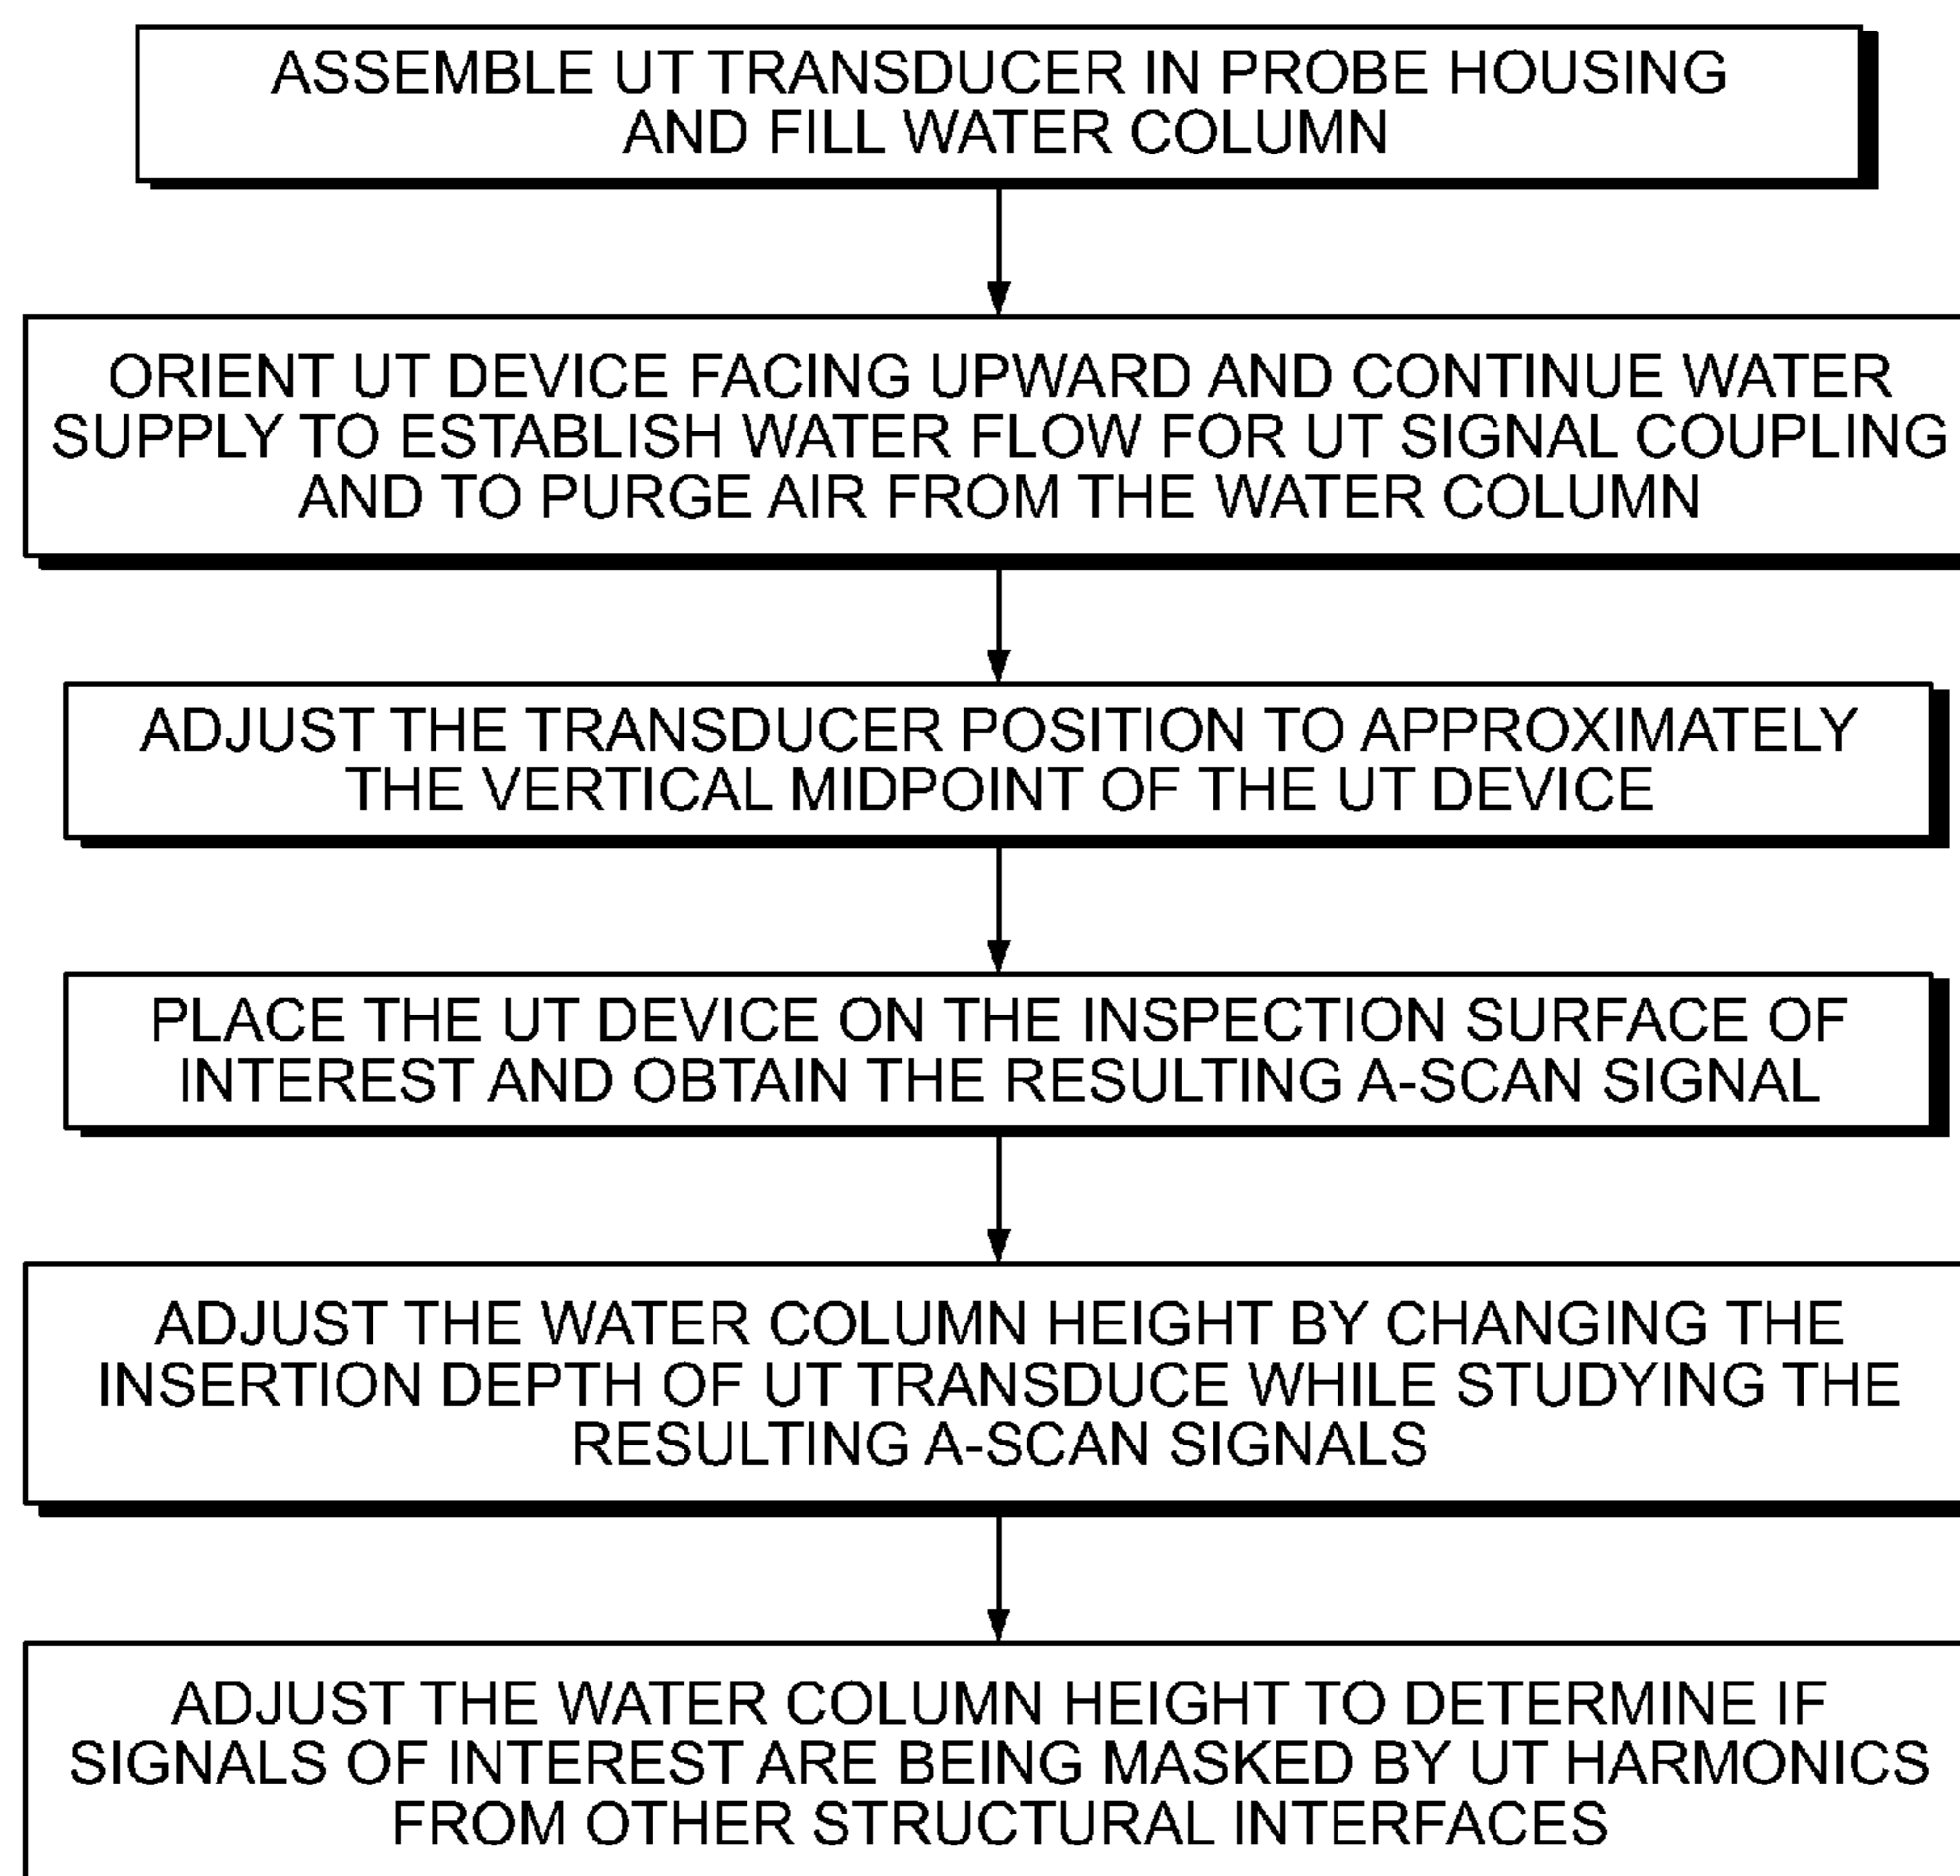 ASSEMBLE UT TRANSDUCER IN PROBE HOUSING
AND FILL WATER COLUMN
ORIENT UT DEVICE FACING UPWARD AND CONTINUE WATER
SUPPLY TO ESTABLISH WATER FLOW FOR UT SIGNAL COUPLING
AND TO PURGE AIR FROM THE WATER COLUMN
ADJUST THE TRANSDUCER POSITION TO APPROXIMATELY
THE VERTICAL MIDPOINT OF THE UT DEVICE
PLACE THE UT DEVICE ON THE INSPECTION SURFACE OF
INTEREST AND OBTAIN THE RESULTING A-SCAN SIGNAL
ADJUST THE WATER COLUMN HEIGHT BY CHANGING THE
INSERTION DEPTH OF UT TRANSDUCE WHILE STUDYING THE
RESULTING A-SCAN SIGNALS
ADJUST THE WATER COLUMN HEIGHT TO DETERMINE IF
SIGNALS OF INTEREST ARE BEING MASKED BY UT HARMONICS
FROM OTHER STRUCTURAL INTERFACES